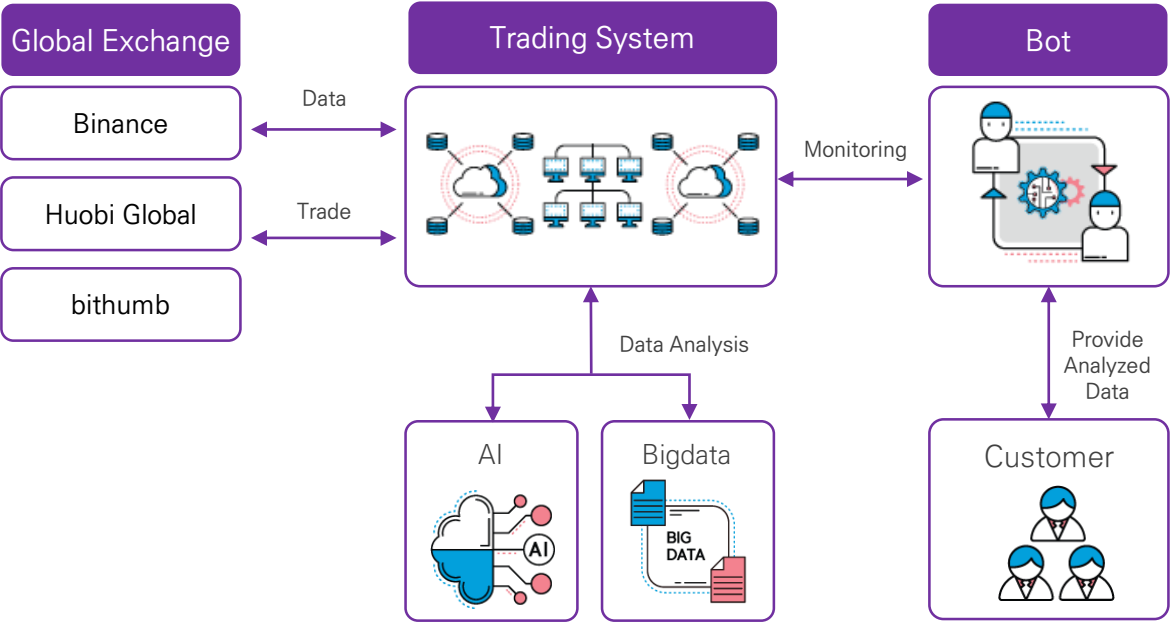 Global Exchange
Trading System
Bot
Binance
Huobi Global
bithumb
Data
Trade
Monitoring
Data Analysis
Provide
Analyzed
Data
AI
AI
Bigdata
BIG
DATA
Customer